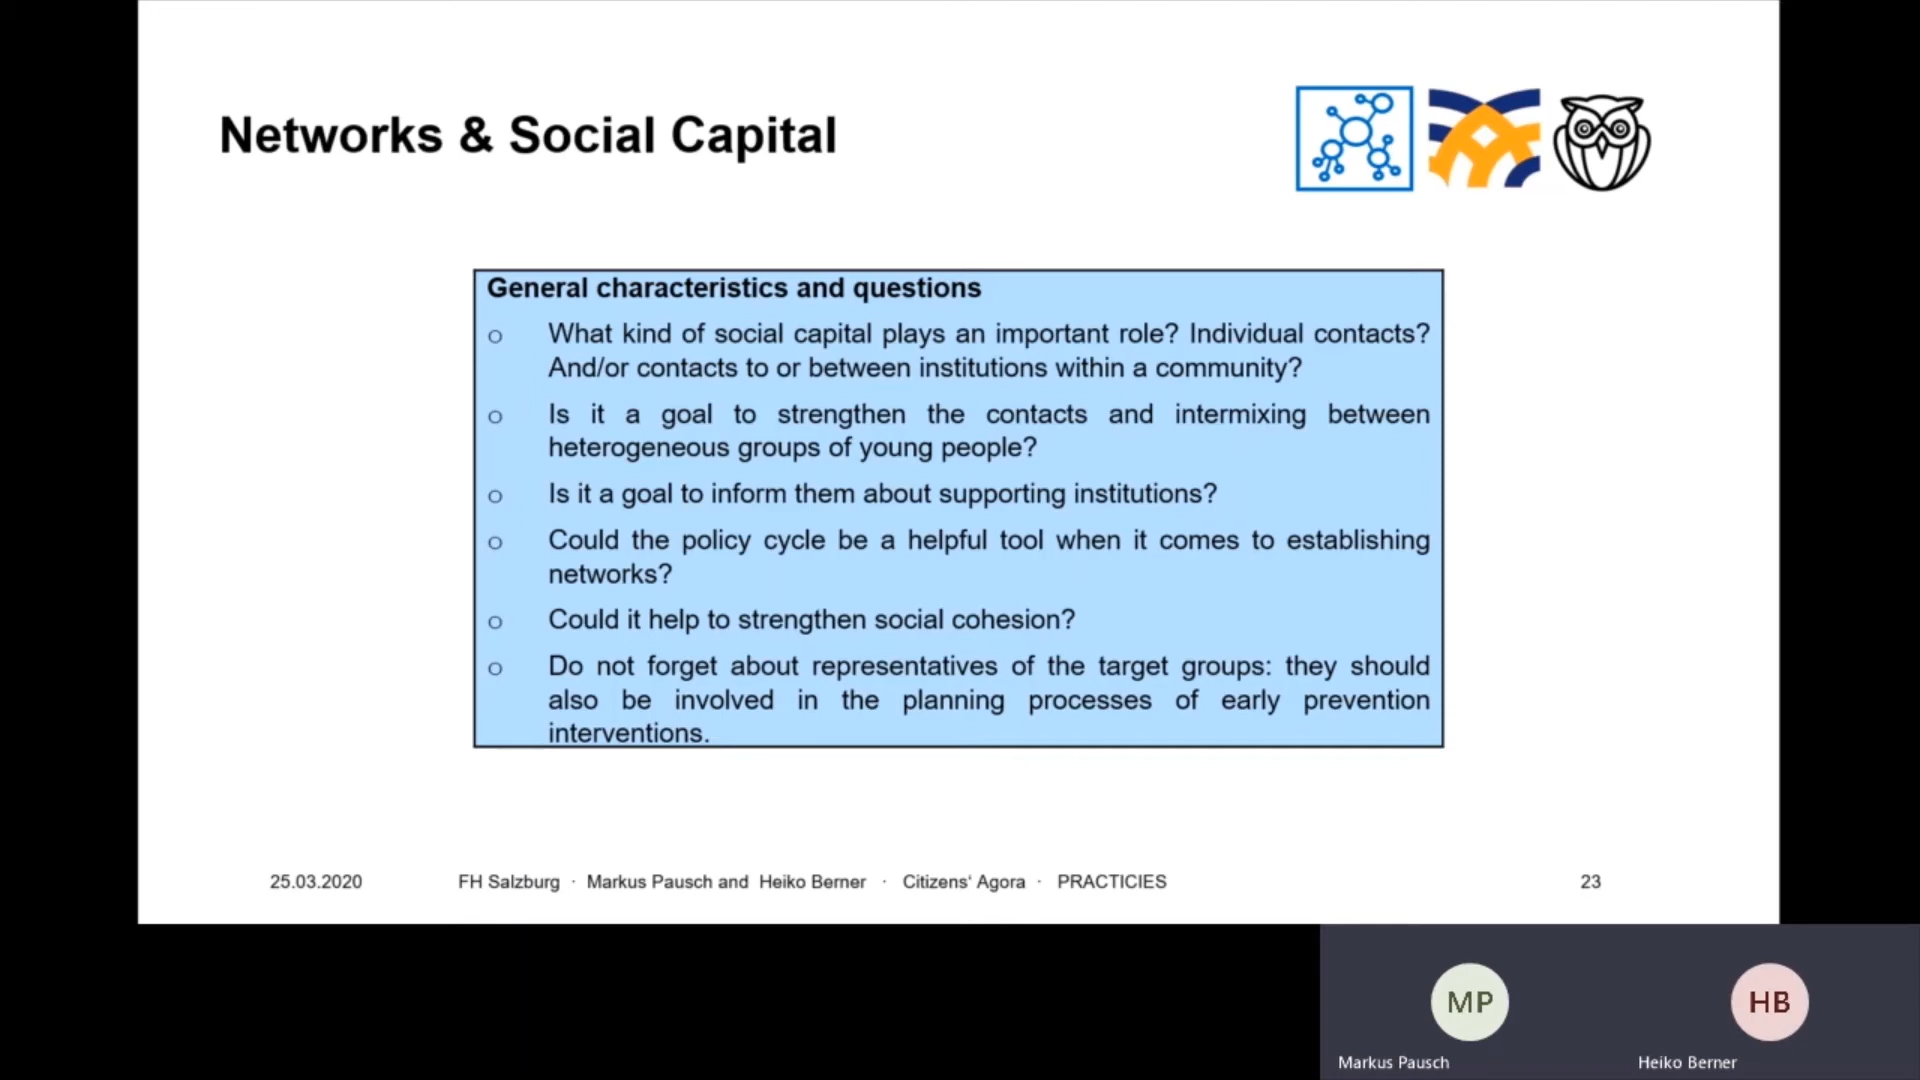 Networks & Social Capital
General characteristics and questions
o What kind of social capital plays an important role? Individual contacts?
And/or contacts to or between institutions within a community?
o Is it a goal to strengthen the contacts and intermixing between
heterogeneous groups of young people?
o Is it a goal to inform them about supporting institutions?
o Could the policy cycle be a helpful tool when it comes to establishing
networks?
o Could it help to strengthen social cohesion?
o Do not forget about representatives of the target groups: they should
also be involved in the planning processes of early prevention
interventions.
25.03.2020 FH Salzburg · Markus Pausch and Heiko Berner · Citizens‘ Agora · PRACTICIES 23
MP HB
Markus Pausch Heiko Berner